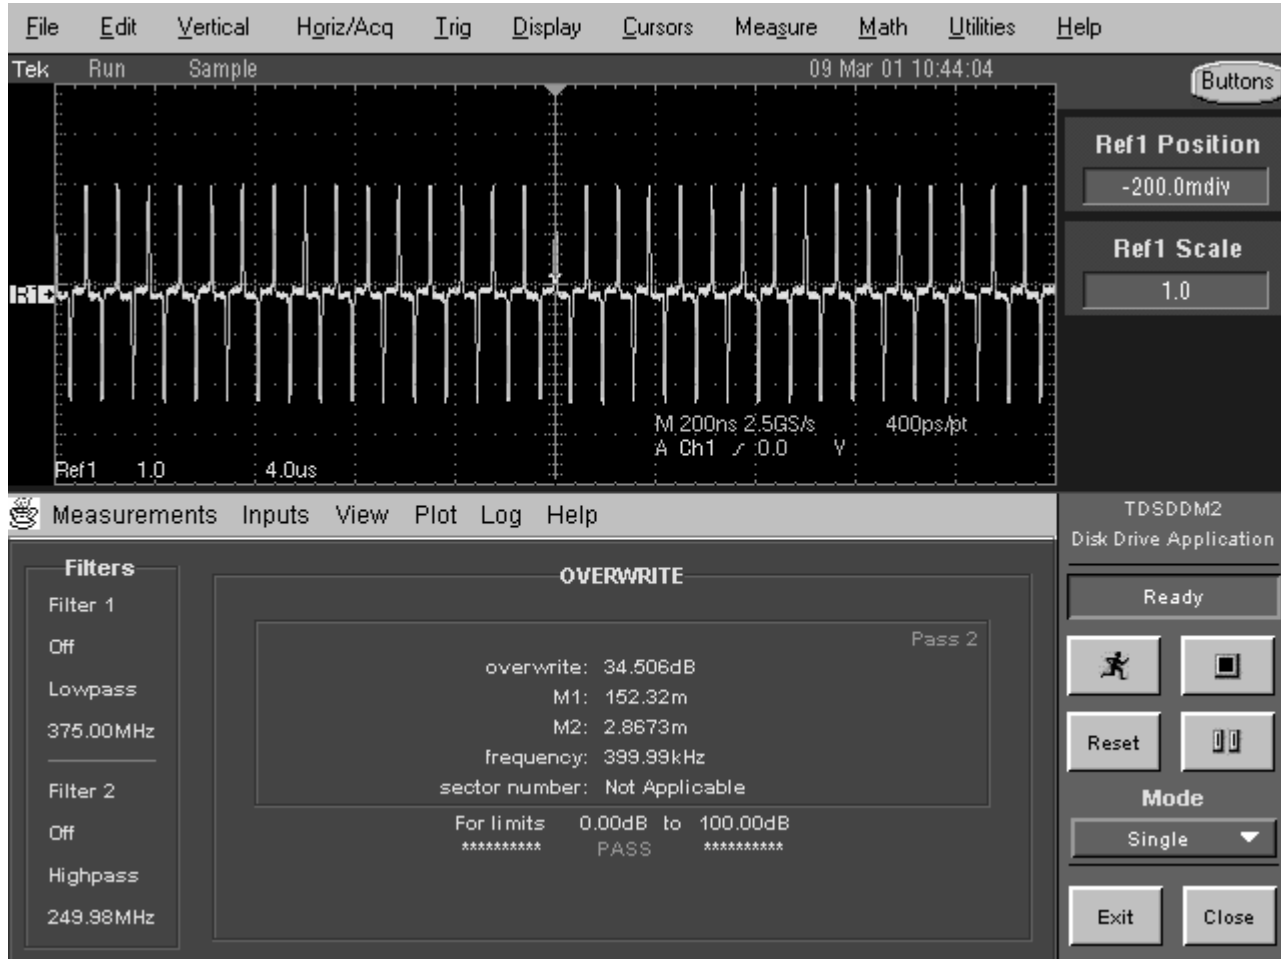 File Edit Vertical Horiz/Acq Trig Display Cursors Measure Math Utilities Help
Tek Run Sample 09 Mar 01 10:44:04
Buttons
Ref1 Position
-200.0mdiv
Ref1 Scale
1.0
R1
M 200ns 2.5GS/s 400ps/pt
A Ch1 0.0 V
Ref1 1.0 4.0us
Measurements Inputs View Plot Log Help
TDSDDM2
Disk Drive Application
Ready
Reset
Mode
Single
Exit Close
Filters
Filter 1
Off
Lowpass
375.00MHz
Filter 2
Off
Highpass
249.98MHz
OVERWRITE
Pass 2
overwrite: 34.506dB
M1: 152.32m
M2: 2.8673m
frequency: 399.99kHz
sector number: Not Applicable
For limits 0.00dB to 100.00dB
********** PASS **********